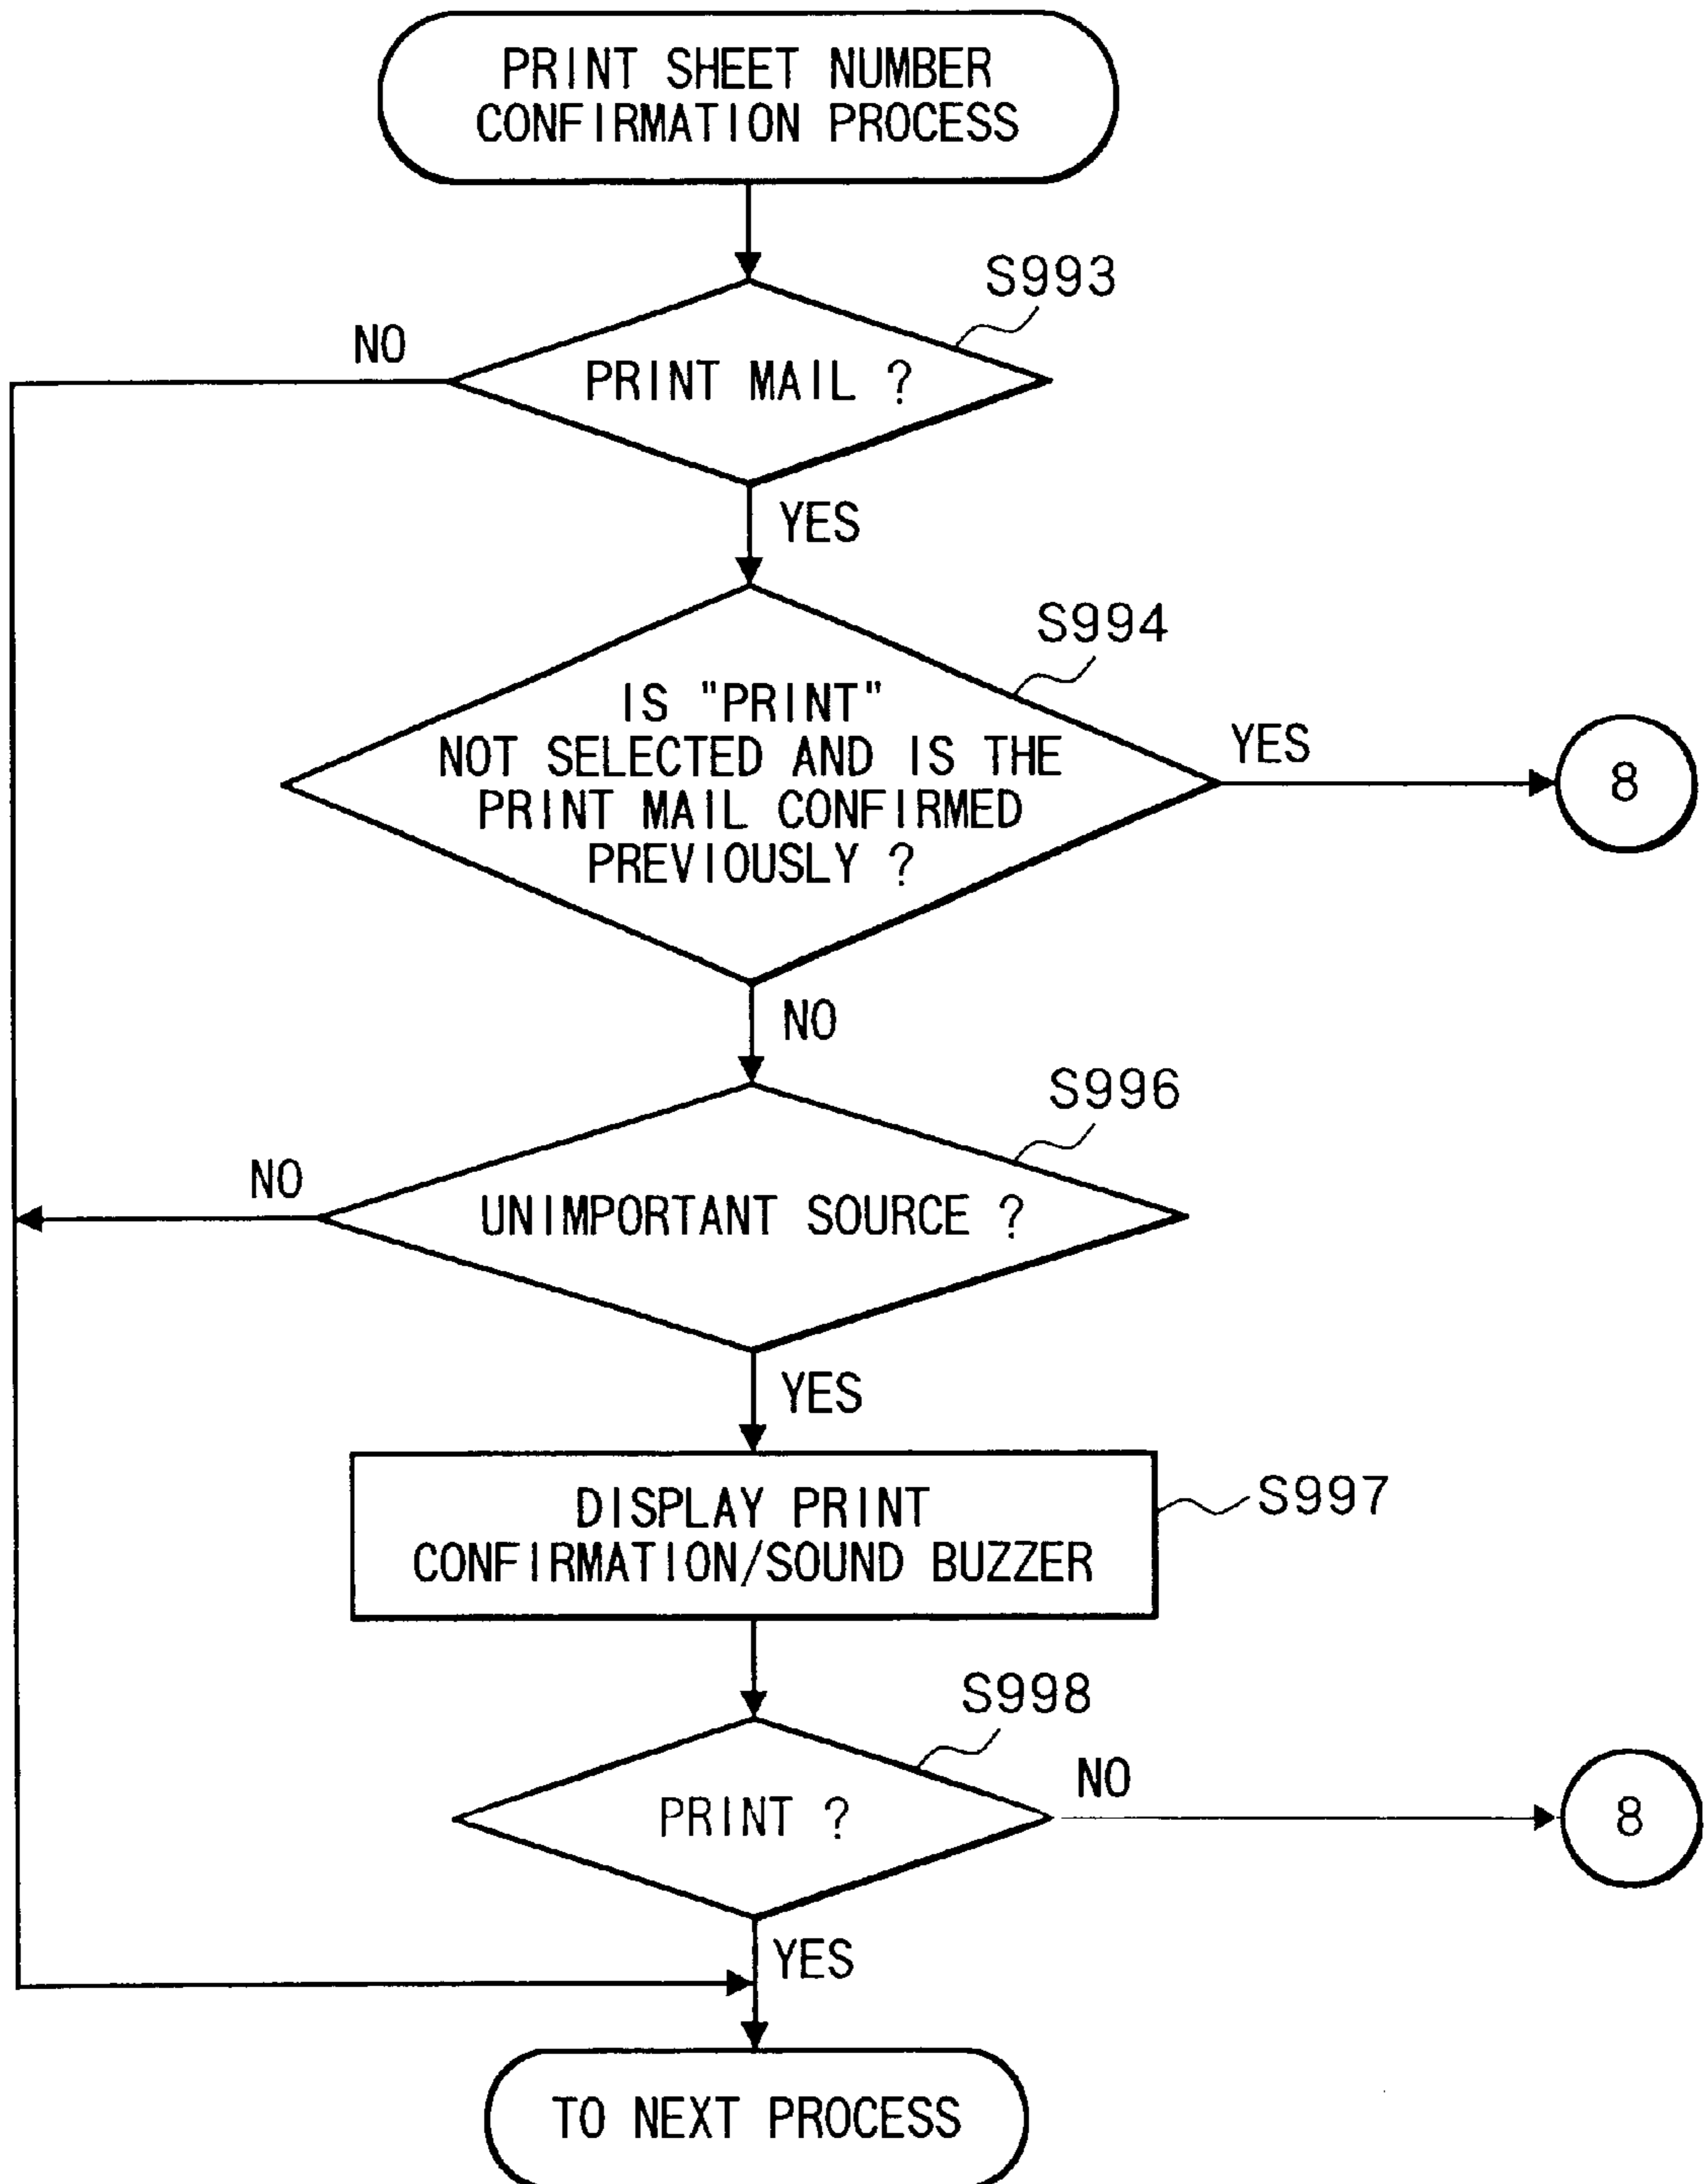 PRINT SHEET NUMBER
CONFIRMATION PROCESS
S993
NO
PRINT MAIL ?
YES
S994
IS "PRINT"
NOT SELECTED AND IS THE
PRINT MAIL CONFIRMED
PREVIOUSLY ?
YES
8
NO
S996
NO
UNIMPORTANT SOURCE ?
YES
DISPLAY PRINT
CONFIRMATION/SOUND BUZZER
S997
S998
PRINT ?
NO
8
YES
TO NEXT PROCESS